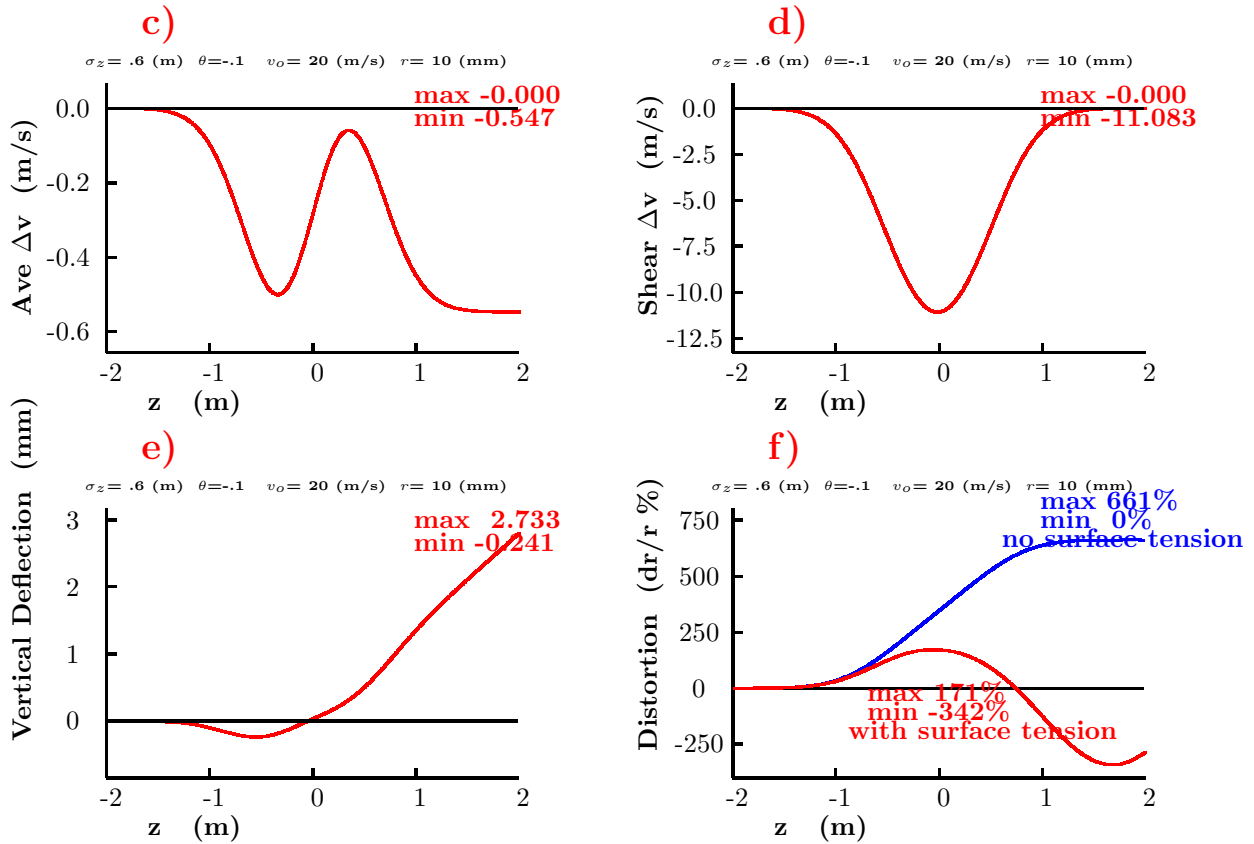 c)
σz= .6 (m) θ=-.1 vo= 20 (m/s) r= 10 (mm)
max -0.000
min -0.547
0.0
-0.2
-0.4
-0.6
Ave Δv (m/s)
-2 -1 0 1 2
z (m)
d)
σz= .6 (m) θ=-.1 vo= 20 (m/s) r= 10 (mm)
max -0.000
min -11.083
0.0
-2.5
-5.0
-7.5
-10.0
-12.5
Shear Δv (m/s)
-2 -1 0 1 2
z (m)
e)
σz= .6 (m) θ=-.1 vo= 20 (m/s) r= 10 (mm)
max 2.733
min -0.241
3
2
1
0
Vertical Deflection (mm)
-2 -1 0 1 2
z (m)
f)
σz= .6 (m) θ=-.1 vo= 20 (m/s) r= 10 (mm)
max 661%
min 0%
no surface tension
750
500
250
0
-250
Distortion (dr/r %)
max 171%
min -342%
with surface tension
-2 -1 0 1 2
z (m)